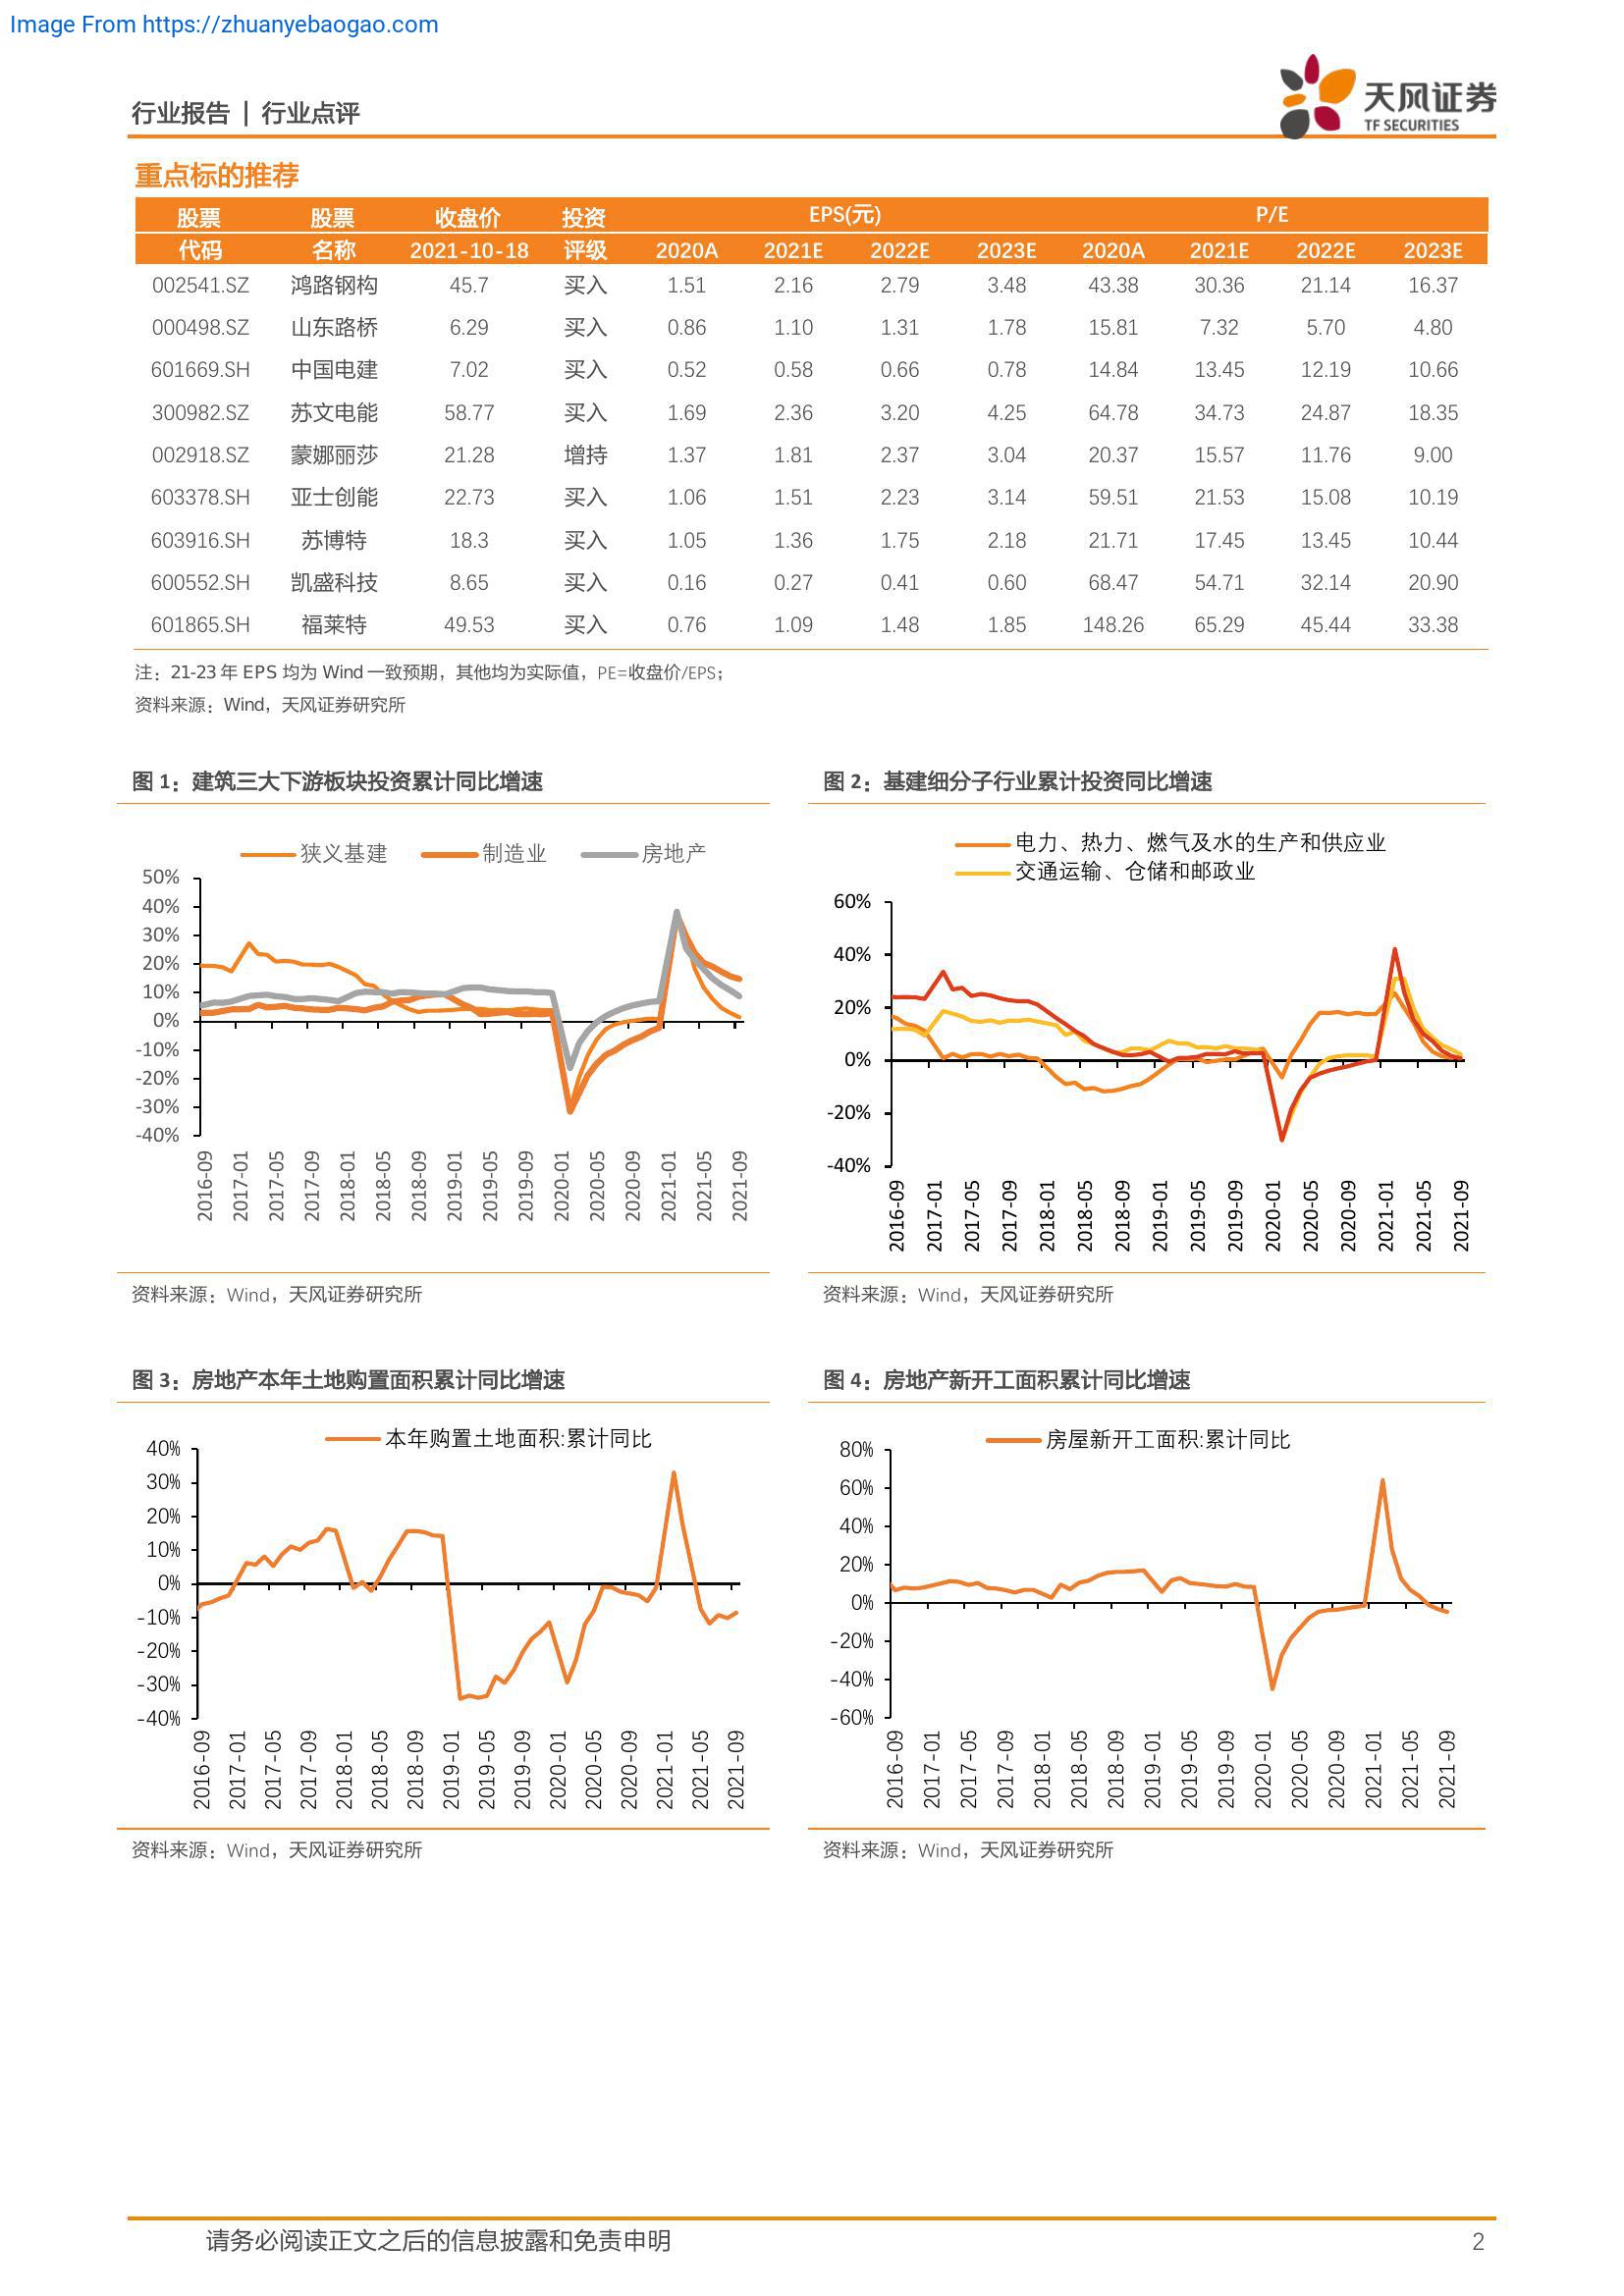 Image From https://zhuanyebaogao.com
行业报告 | 行业点评
天风证券
TF SECURITIES
重点标的推荐
股票 股票 收盘价 投资 EPS(元) P/E
代码 名称 2021-10-18 评级 2020A 2021E 2022E 2023E 2020A 2021E 2022E 2023E
002541.SZ 鸿路钢构 45.7 买入 1.51 2.16 2.79 3.48 43.38 30.36 21.14 16.37
000498.SZ 山东路桥 6.29 买入 0.86 1.10 1.31 1.78 15.81 7.32 5.70 4.80
601669.SH 中国电建 7.02 买入 0.52 0.58 0.66 0.78 14.84 13.45 12.19 10.66
300982.SZ 苏文电能 58.77 买入 1.69 2.36 3.20 4.25 64.78 34.73 24.87 18.35
002918.SZ 蒙娜丽莎 21.28 增持 1.37 1.81 2.37 3.04 20.37 15.57 11.76 9.00
603378.SH 亚士创能 22.73 买入 1.06 1.51 2.23 3.14 59.51 21.53 15.08 10.19
603916.SH 苏博特 18.3 买入 1.05 1.36 1.75 2.18 21.71 17.45 13.45 10.44
600552.SH 凯盛科技 8.65 买入 0.16 0.27 0.41 0.60 68.47 54.71 32.14 20.90
601865.SH 福莱特 49.53 买入 0.76 1.09 1.48 1.85 148.26 65.29 45.44 33.38
注：21-23 年 EPS 均为 Wind 一致预期，其他均为实际值，PE=收盘价/EPS；
资料来源：Wind，天风证券研究所
图 1：建筑三大下游板块投资累计同比增速
狭义基建 制造业 房地产
50%
40%
30%
20%
10%
0%
-10%
-20%
-30%
-40%
2016-09 2017-01 2017-05 2017-09 2018-01 2018-05 2018-09 2019-01 2019-05 2019-09 2020-01 2020-05 2020-09 2021-01 2021-05 2021-09
资料来源：Wind，天风证券研究所
图 2：基建细分子行业累计投资同比增速
电力、热力、燃气及水的生产和供应业
交通运输、仓储和邮政业
60%
40%
20%
0%
-20%
-40%
2016-09 2017-01 2017-05 2017-09 2018-01 2018-05 2018-09 2019-01 2019-05 2019-09 2020-01 2020-05 2020-09 2021-01 2021-05 2021-09
资料来源：Wind，天风证券研究所
图 3：房地产本年土地购置面积累计同比增速
本年购置土地面积:累计同比
40%
30%
20%
10%
0%
-10%
-20%
-30%
-40%
2016-09 2017-01 2017-05 2017-09 2018-01 2018-05 2018-09 2019-01 2019-05 2019-09 2020-01 2020-05 2020-09 2021-01 2021-05 2021-09
资料来源：Wind，天风证券研究所
图 4：房地产新开工面积累计同比增速
房屋新开工面积:累计同比
80%
60%
40%
20%
0%
-20%
-40%
-60%
2016-09 2017-01 2017-05 2017-09 2018-01 2018-05 2018-09 2019-01 2019-05 2019-09 2020-01 2020-05 2020-09 2021-01 2021-05 2021-09
资料来源：Wind，天风证券研究所
请务必阅读正文之后的信息披露和免责申明 2